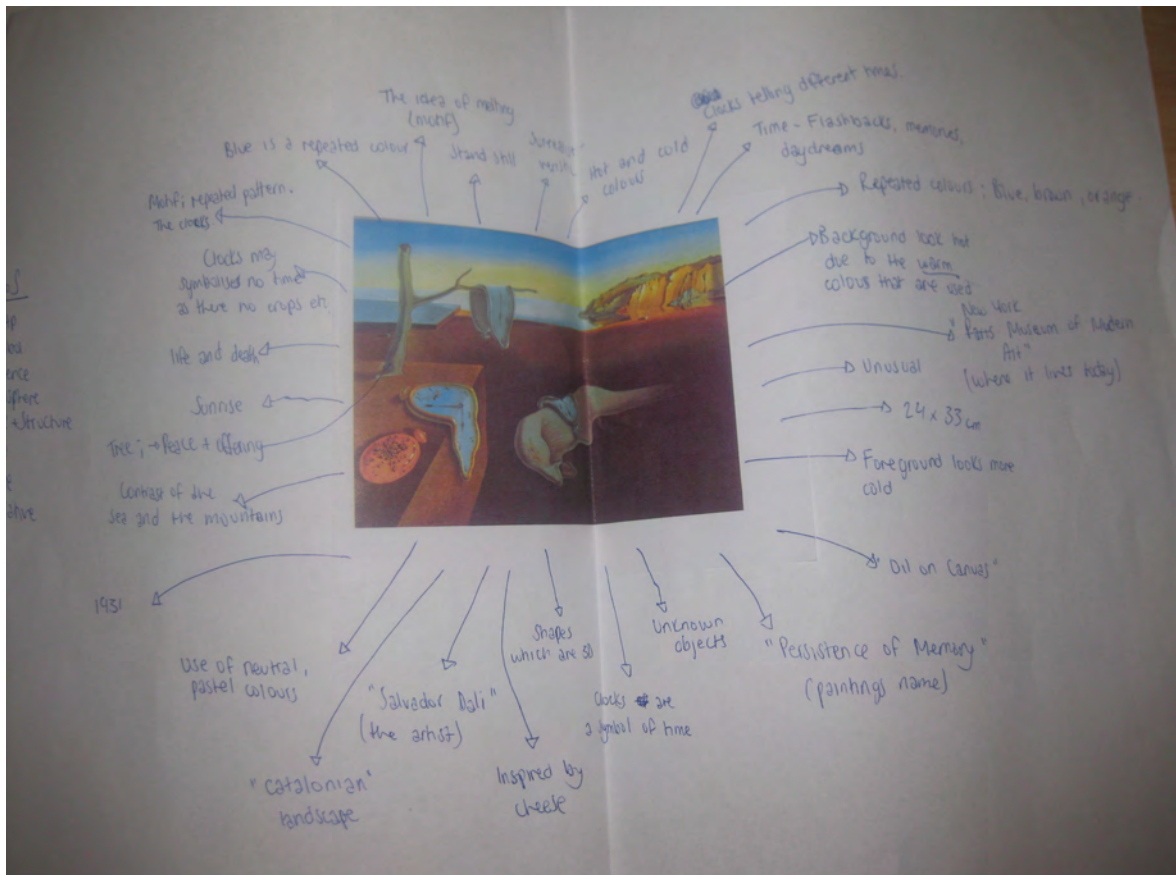 The idea of melting
(motif)
Blue is a repeated colour
Stand still
Hot and cold
colours
Clocks telling different times.
Time - Flashbacks, memories,
daydreams
Motif; repeated pattern.
The clocks
Repeated colours: Blue, brown, orange.
Clocks may
symbolises no time
as there no crops etc.
Background look hot
due to the warm
colour that are used
life and death
New York
Museum of Modern
Art"
(where it lives today)
Unusual
Sunrise
24 x 33cm
Tree; → Peace +
Foreground looks more
cold
Contrast of the
sea and the mountains
Structure
"Oil on Canvas"
1931
Use of neutral,
pastel colours
"Salvador Dali"
(the artist)
Shapes
which are
Unknown
objects
"Persistence of Memory"
(paintings name)
Clocks are
a symbol of time
"Catalonian"
landscape
Inspired by
cheese